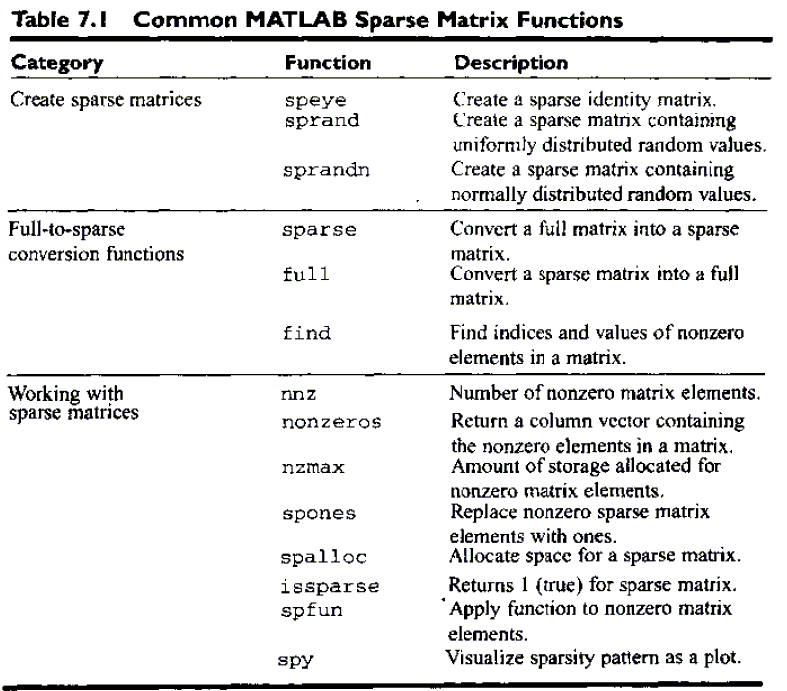 Table 7.1 Common MATLAB Sparse Matrix Functions
Category Function Description
Create sparse matrices speye Create a sparse identity matrix.
sprand Create a sparse matrix containing
uniformly distributed random values.
sprandn Create a sparse matrix containing
normally distributed random values.
Full-to-sparse sparse Convert a full matrix into a sparse
conversion functions matrix.
full Convert a sparse matrix into a full
matrix.
find Find indices and values of nonzero
elements in a matrix.
Working with nnz Number of nonzero matrix elements.
sparse matrices
nonzeros Return a column vector containing
the nonzero elements in a matrix.
nzmax Amount of storage allocated for
nonzero matrix elements.
spones Replace nonzero sparse matrix
elements with ones.
spalloc Allocate space for a sparse matrix.
issparse Returns 1 (true) for sparse matrix.
spfun Apply function to nonzero matrix
elements.
spy Visualize sparsity pattern as a plot.